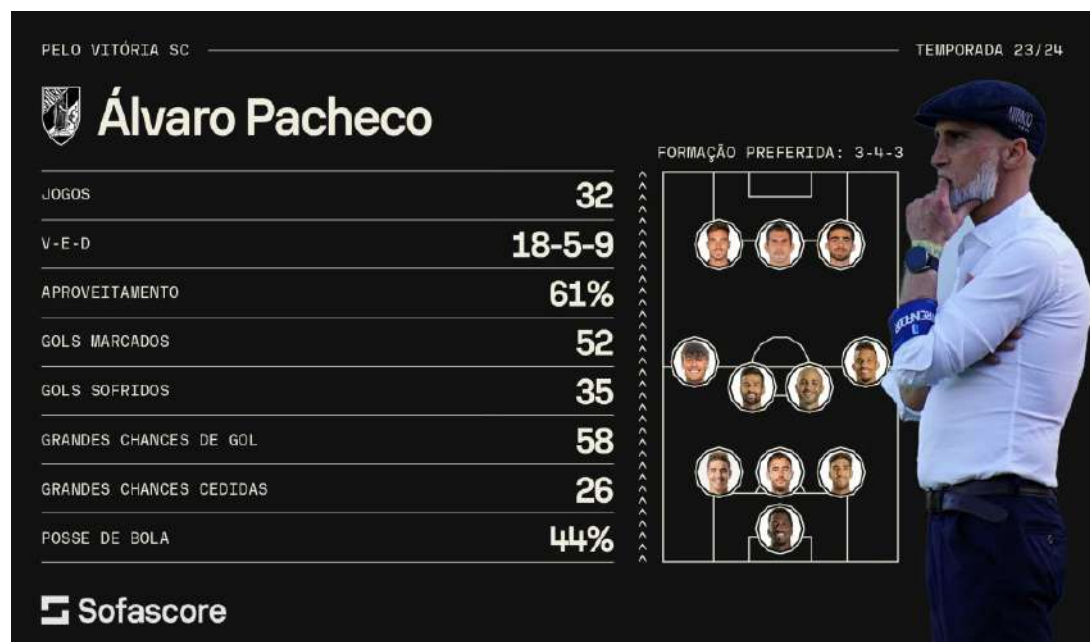 PELO VITÓRIA SC
TEMPORADA 23/24
Álvaro Pacheco
FORMAÇÃO PREFERIDA: 3-4-3
JOGOS 32
V-E-D 18-5-9
APROVEITAMENTO 61%
GOLS MARCADOS 52
GOLS SOFRIDOS 35
GRANDES CHANCES DE GOL 58
GRANDES CHANCES CEDIDAS 26
POSSE DE BOLA 44%
Sofascore